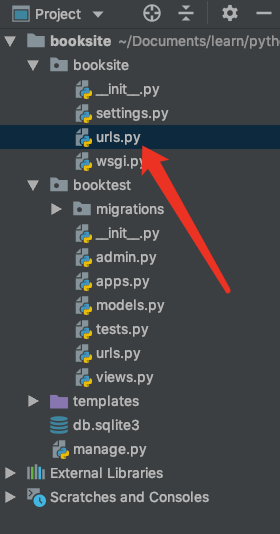 Project
booksite ~/Documents/learn/pyth
booksite
__init__.py
settings.py
urls.py
wsgi.py
booktest
migrations
__init__.py
admin.py
apps.py
models.py
tests.py
urls.py
views.py
templates
db.sqlite3
manage.py
External Libraries
Scratches and Consoles